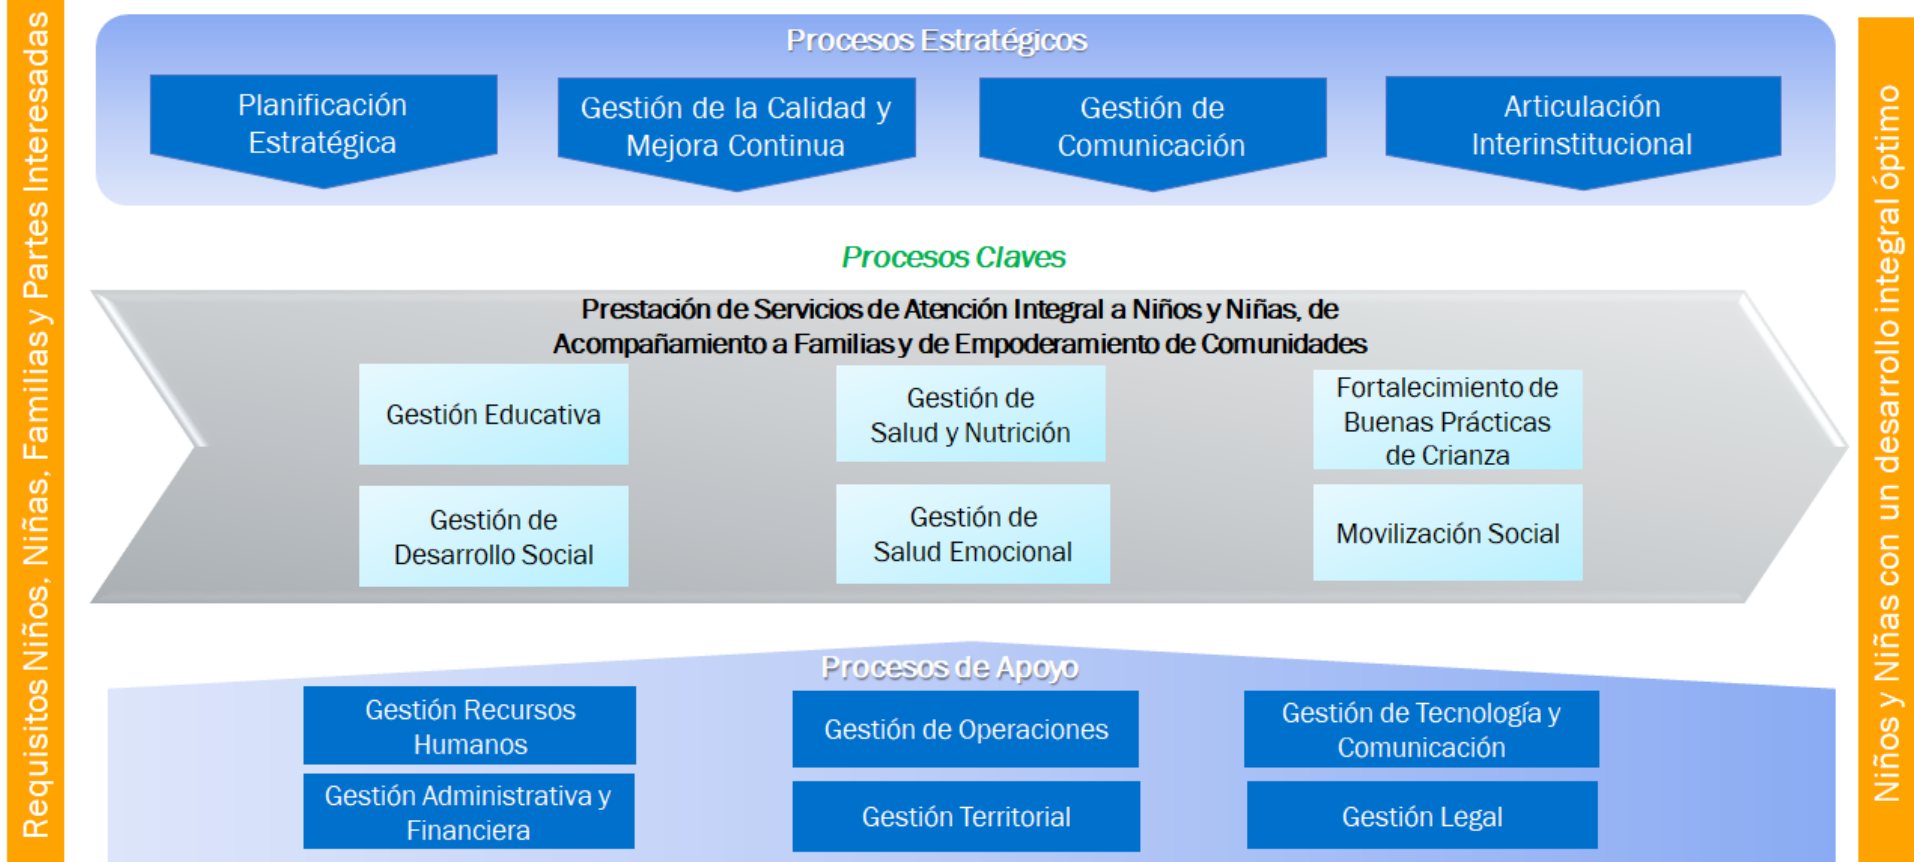 Requisitos Niños, Niñas, Familias y Partes Interesadas
Procesos Estratégicos
Planificación
Estratégica
Gestión de la Calidad y
Mejora Continua
Gestión de
Comunicación
Articulación
Interinstitucional
Procesos Claves
Prestación de Servicios de Atención Integral a Niños y Niñas, de
Acompañamiento a Familias y de Empoderamiento de Comunidades
Gestión Educativa
Gestión de
Salud y Nutrición
Fortalecimiento de
Buenas Prácticas
de Crianza
Gestión de
Desarrollo Social
Gestión de
Salud Emocional
Movilización Social
Procesos de Apoyo
Gestión Recursos
Humanos
Gestión de Operaciones
Gestión de Tecnología y
Comunicación
Gestión Administrativa y
Financiera
Gestión Territorial
Gestión Legal
Niños y Niñas con un desarrollo integral óptimo